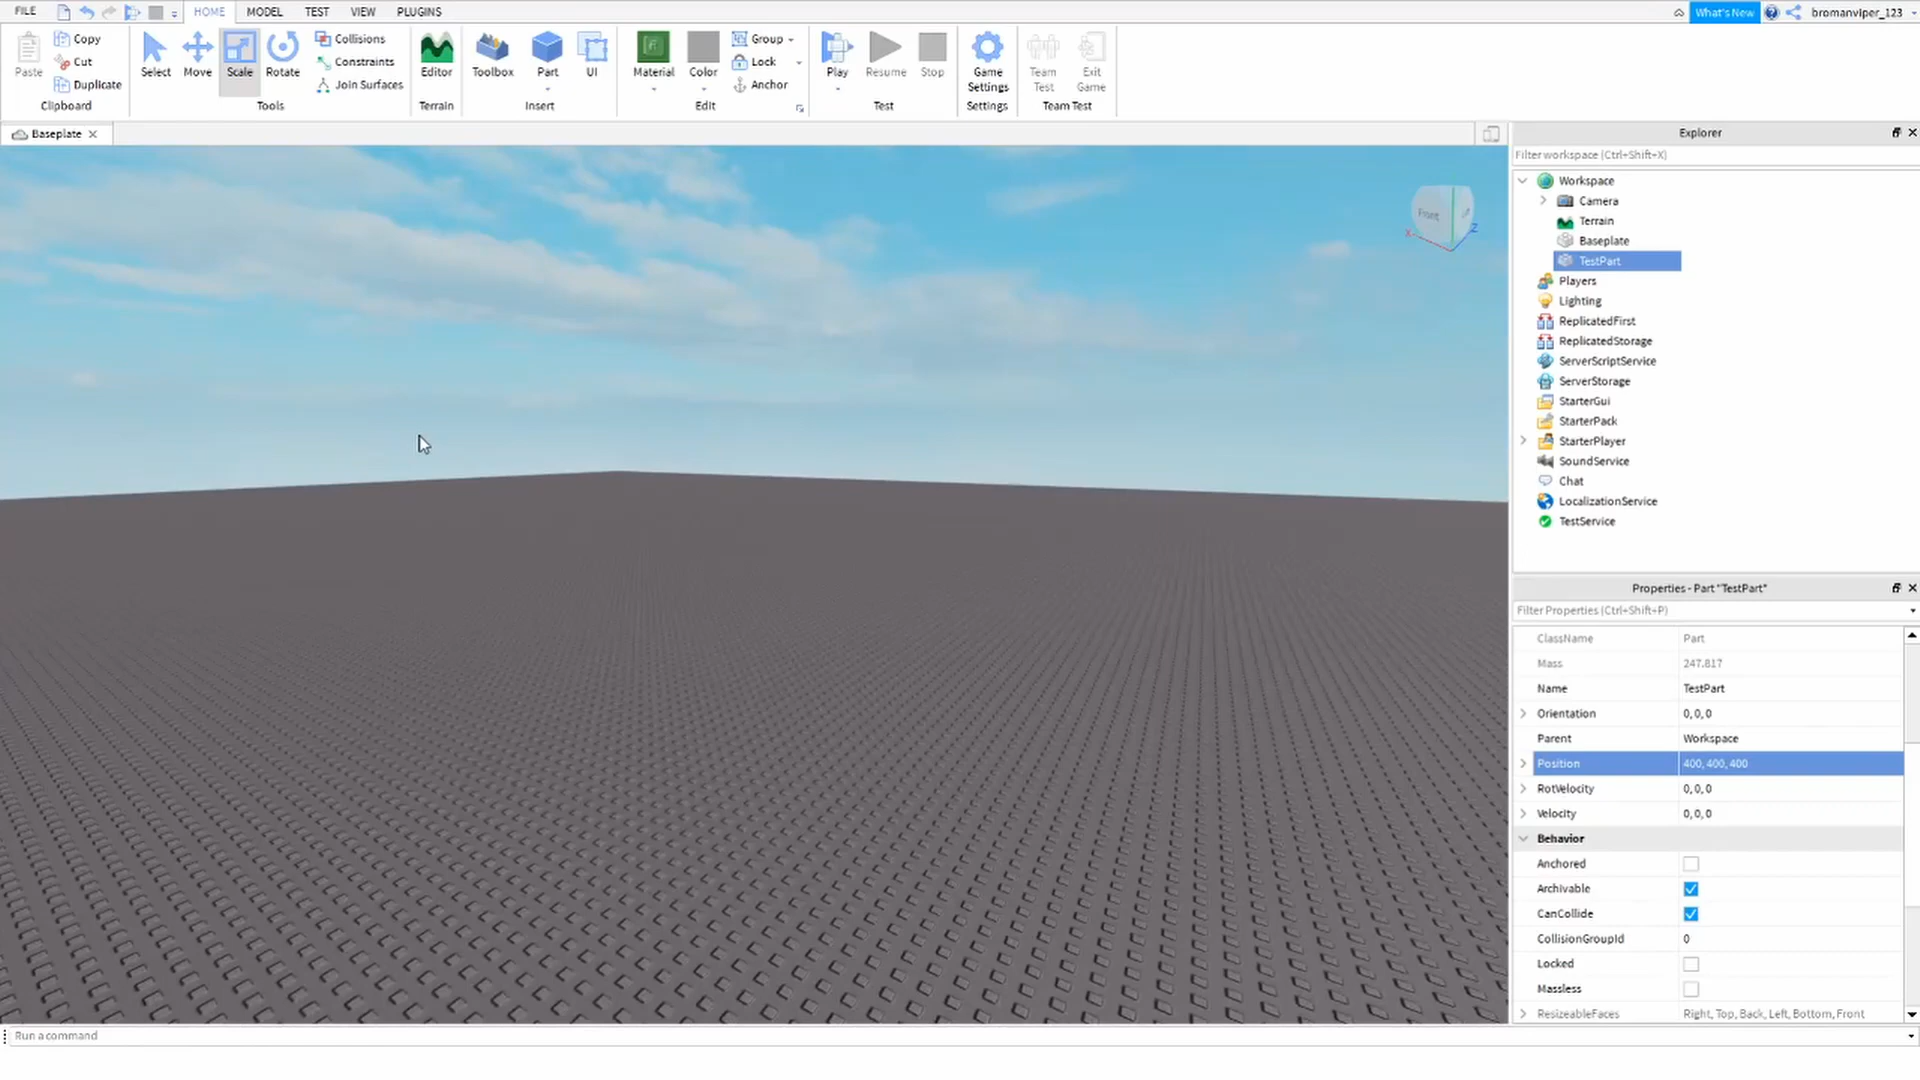 FILE HOME MODEL TEST VIEW PLUGINS What's New bromanviper_123
Paste Copy Cut Duplicate Clipboard
Select Move Scale Rotate Collisions Constraints Join Surfaces Tools
Editor Terrain
Toolbox Part UI Insert
Material Color Group Lock Anchor Edit
Play Resume Stop Test
Game Settings Settings
Team Test Exit Game Team Test
Baseplate
Front
X
Z
Explorer
Filter workspace (Ctrl+Shift+X)
Workspace
Camera
Terrain
Baseplate
TestPart
Players
Lighting
ReplicatedFirst
ReplicatedStorage
ServerScriptService
ServerStorage
StarterGui
StarterPack
StarterPlayer
SoundService
Chat
LocalizationService
TestService
Properties - Part "TestPart"
Filter Properties (Ctrl+Shift+P)
ClassName Part
Mass 247.817
Name TestPart
Orientation 0, 0, 0
Parent Workspace
Position 400, 400, 400
RotVelocity 0, 0, 0
Velocity 0, 0, 0
Behavior
Anchored
Archivable
CanCollide
CollisionGroupId 0
Locked
Massless
ResizeableFaces Right, Top, Back, Left, Bottom, Front
Run a command